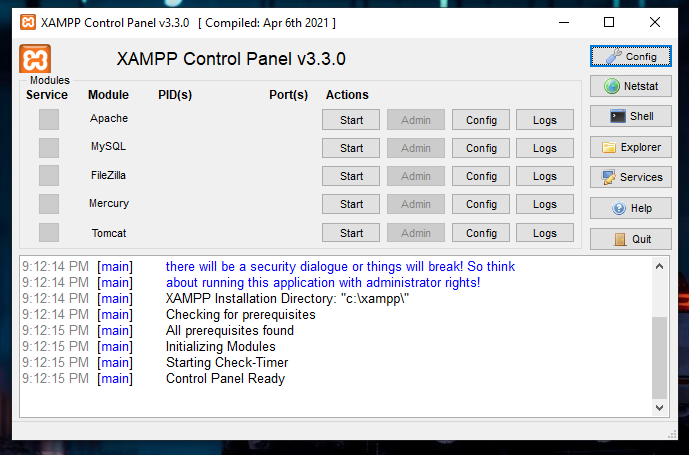 XAMPP Control Panel v3.3.0 [ Compiled: Apr 6th 2021 ]
XAMPP Control Panel v3.3.0
Config
Modules
Service Module PID(s) Port(s) Actions
Netstat
Apache Start Admin Config Logs
Shell
MySQL Start Admin Config Logs
Explorer
FileZilla Start Admin Config Logs
Services
Mercury Start Admin Config Logs
Help
Tomcat Start Admin Config Logs
Quit
9:12:14 PM [main] there will be a security dialogue or things will break! So think
9:12:14 PM [main] about running this application with administrator rights!
9:12:14 PM [main] XAMPP Installation Directory: "c:\xampp\"
9:12:14 PM [main] Checking for prerequisites
9:12:15 PM [main] All prerequisites found
9:12:15 PM [main] Initializing Modules
9:12:15 PM [main] Starting Check-Timer
9:12:15 PM [main] Control Panel Ready